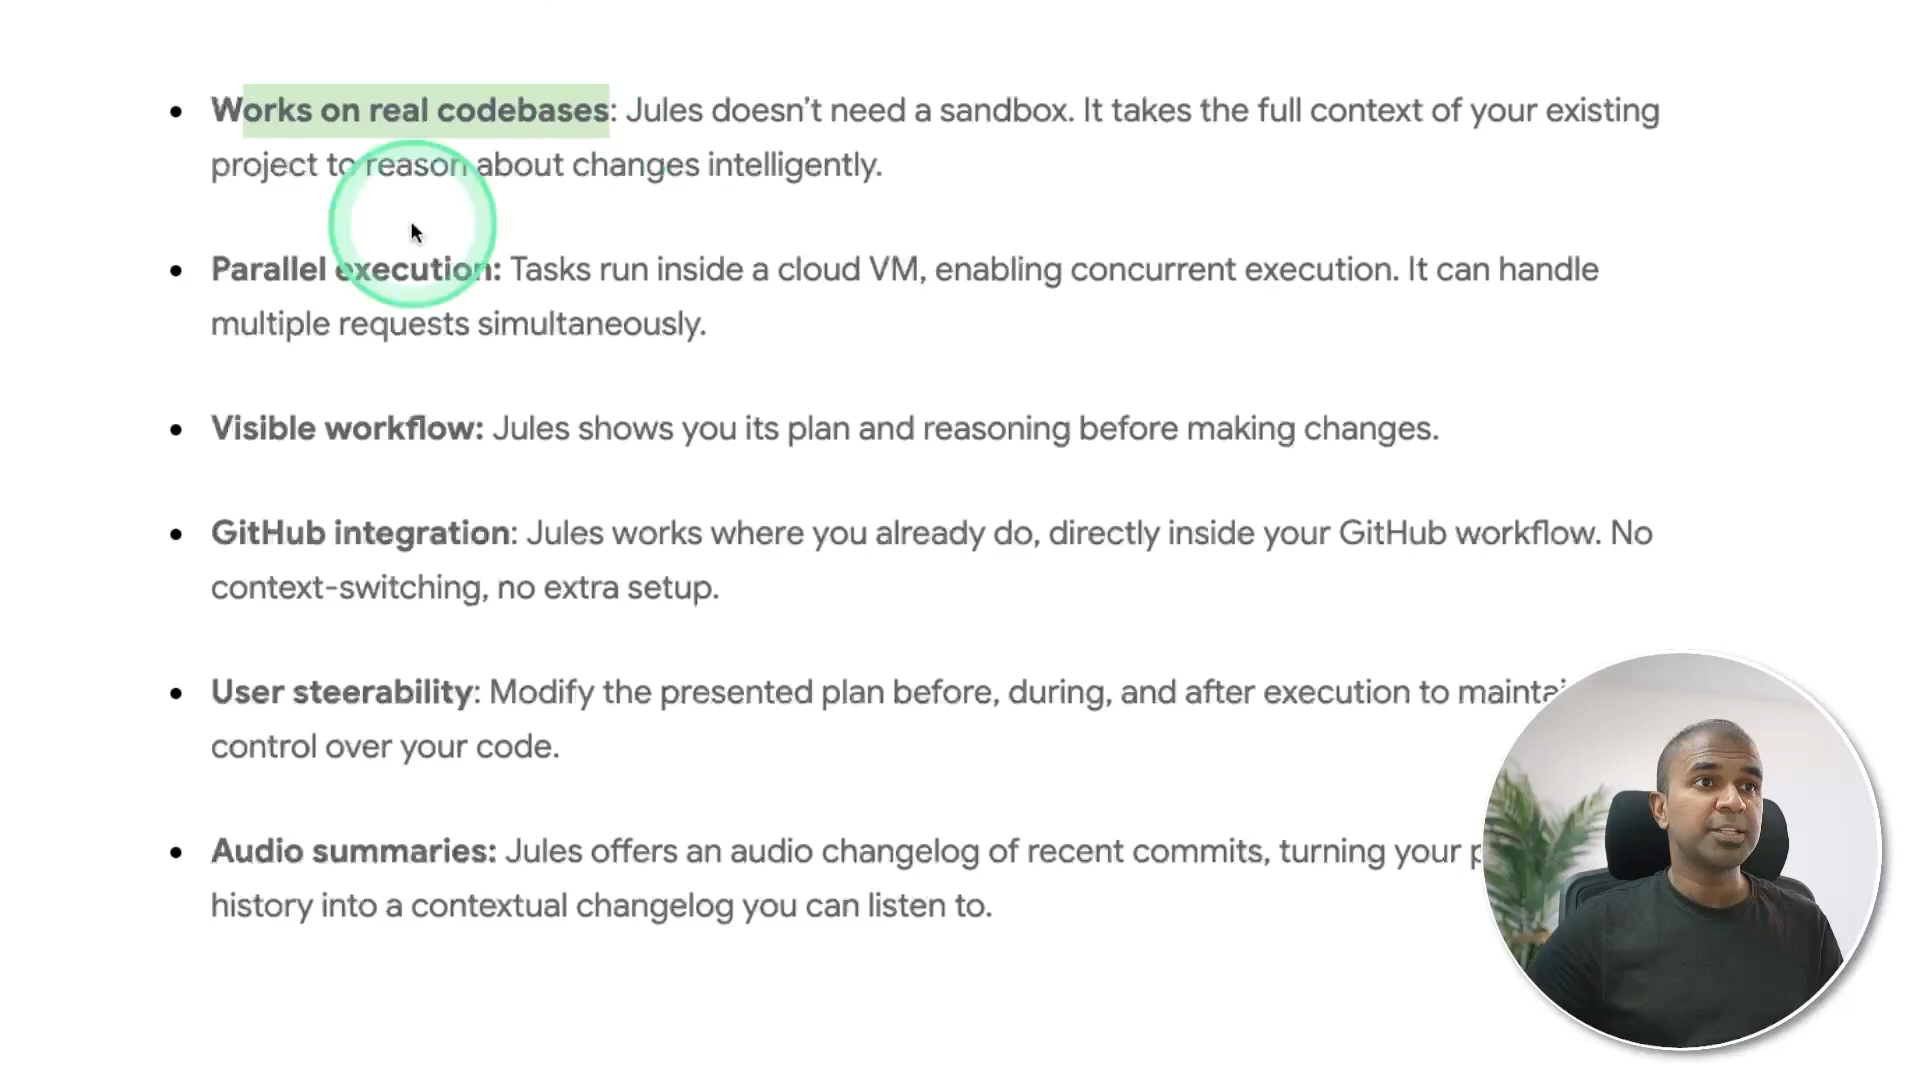 Works on real codebases: Jules doesn’t need a sandbox. It takes the full context of your existing
project to reason about changes intelligently.
Parallel execution: Tasks run inside a cloud VM, enabling concurrent execution. It can handle
multiple requests simultaneously.
Visible workflow: Jules shows you its plan and reasoning before making changes.
GitHub integration: Jules works where you already do, directly inside your GitHub workflow. No
context-switching, no extra setup.
User steerability: Modify the presented plan before, during, and after execution to
control over your code.
Audio summaries: Jules offers an audio changelog of recent commits, turning your
history into a contextual changelog you can listen to.